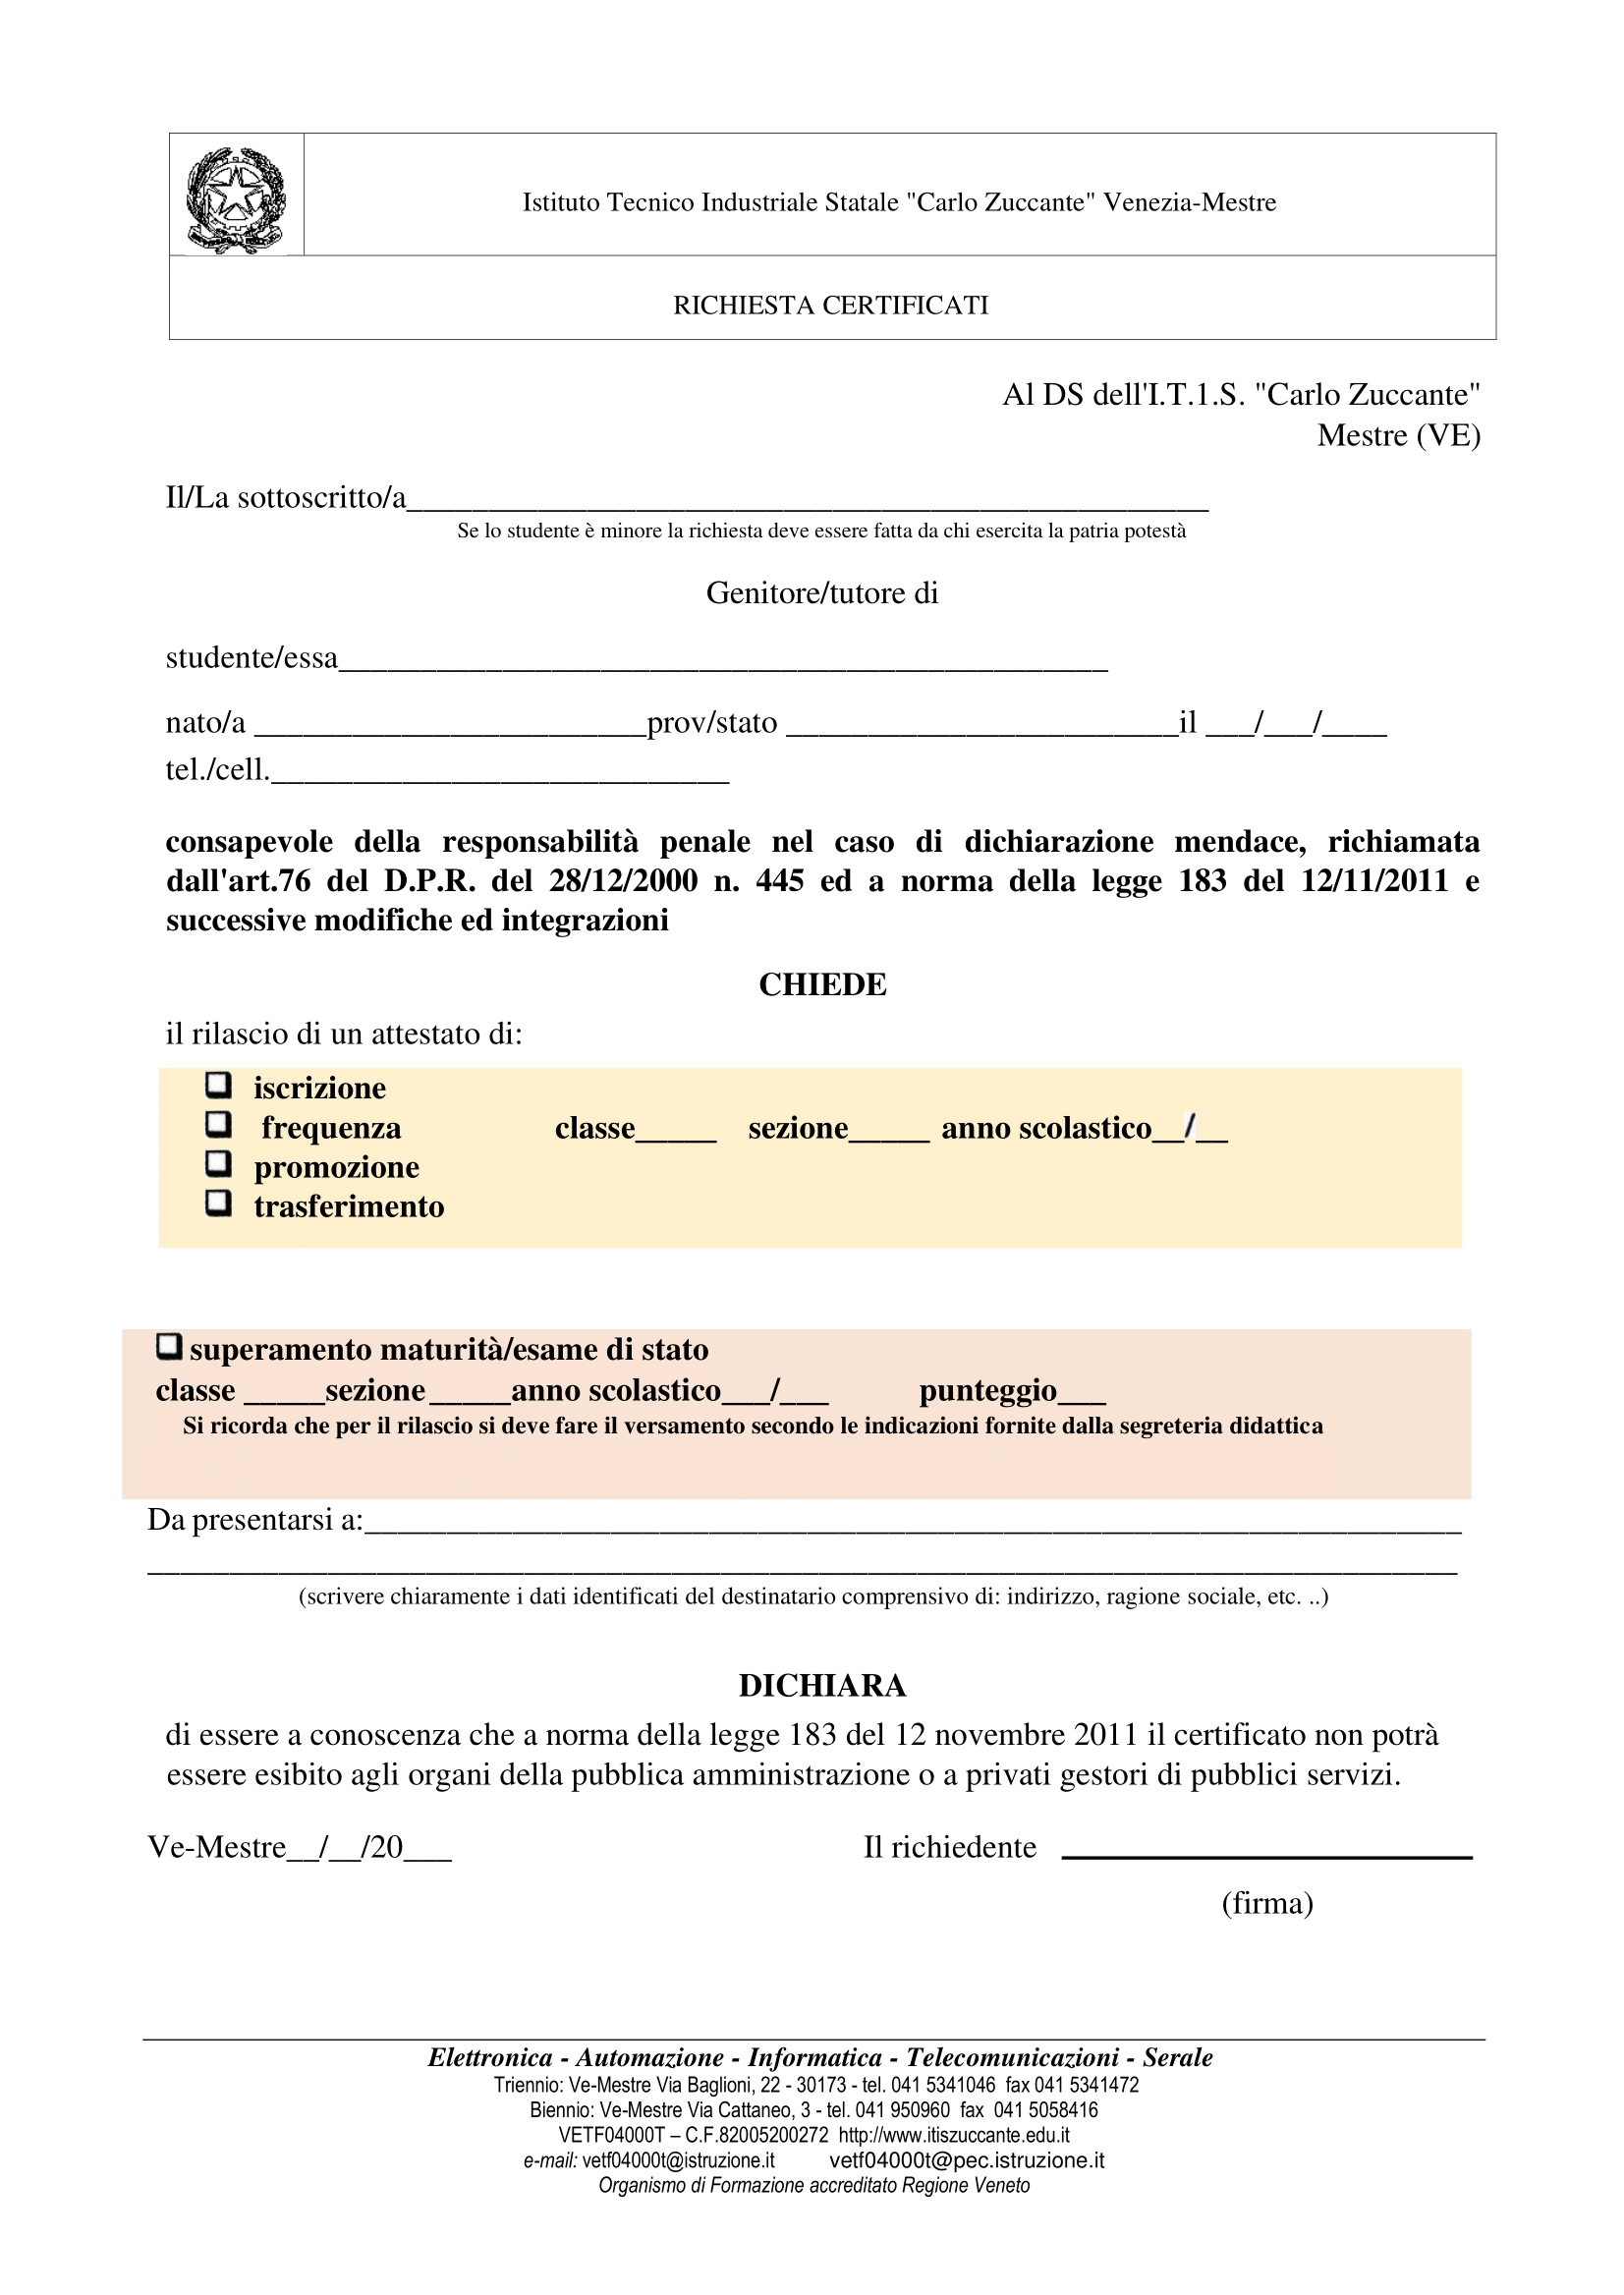 Istituto Tecnico Industriale Statale "Carlo Zuccante" Venezia-Mestre
RICHIESTA CERTIFICATI
Al DS dell'I.T.1.S. "Carlo Zuccante"
Mestre (VE)
Il/La sottoscritto/a_________________________________________________
Se lo studente è minore la richiesta deve essere fatta da chi esercita la patria potestà
Genitore/tutore di
studente/essa_______________________________________________
nato/a ________________________prov/stato ________________________il ___/___/____
tel./cell.____________________________
consapevole della responsabilità penale nel caso di dichiarazione mendace, richiamata
dall'art.76 del D.P.R. del 28/12/2000 n. 445 ed a norma della legge 183 del 12/11/2011 e
successive modifiche ed integrazioni
CHIEDE
il rilascio di un attestato di:
❏ iscrizione
❏ frequenza classe_____ sezione_____ anno scolastico__/__
❏ promozione
❏ trasferimento
❏ superamento maturità/esame di stato
classe _____sezione_____anno scolastico___/___ punteggio___
Si ricorda che per il rilascio si deve fare il versamento secondo le indicazioni fornite dalla segreteria didattica
Da presentarsi a:___________________________________________________________________
________________________________________________________________________________
(scrivere chiaramente i dati identificati del destinatario comprensivo di: indirizzo, ragione sociale, etc. ..)
DICHIARA
di essere a conoscenza che a norma della legge 183 del 12 novembre 2011 il certificato non potrà
essere esibito agli organi della pubblica amministrazione o a privati gestori di pubblici servizi.
Ve-Mestre__/__/20___ Il richiedente _________________________
(firma)
Elettronica - Automazione - Informatica - Telecomunicazioni - Serale
Triennio: Ve-Mestre Via Baglioni, 22 - 30173 - tel. 041 5341046 fax 041 5341472
Biennio: Ve-Mestre Via Cattaneo, 3 - tel. 041 950960 fax 041 5058416
VETF04000T – C.F.82005200272 http://www.itiszuccante.edu.it
e-mail: vetf04000t@istruzione.it vetf04000t@pec.istruzione.it
Organismo di Formazione accreditato Regione Veneto